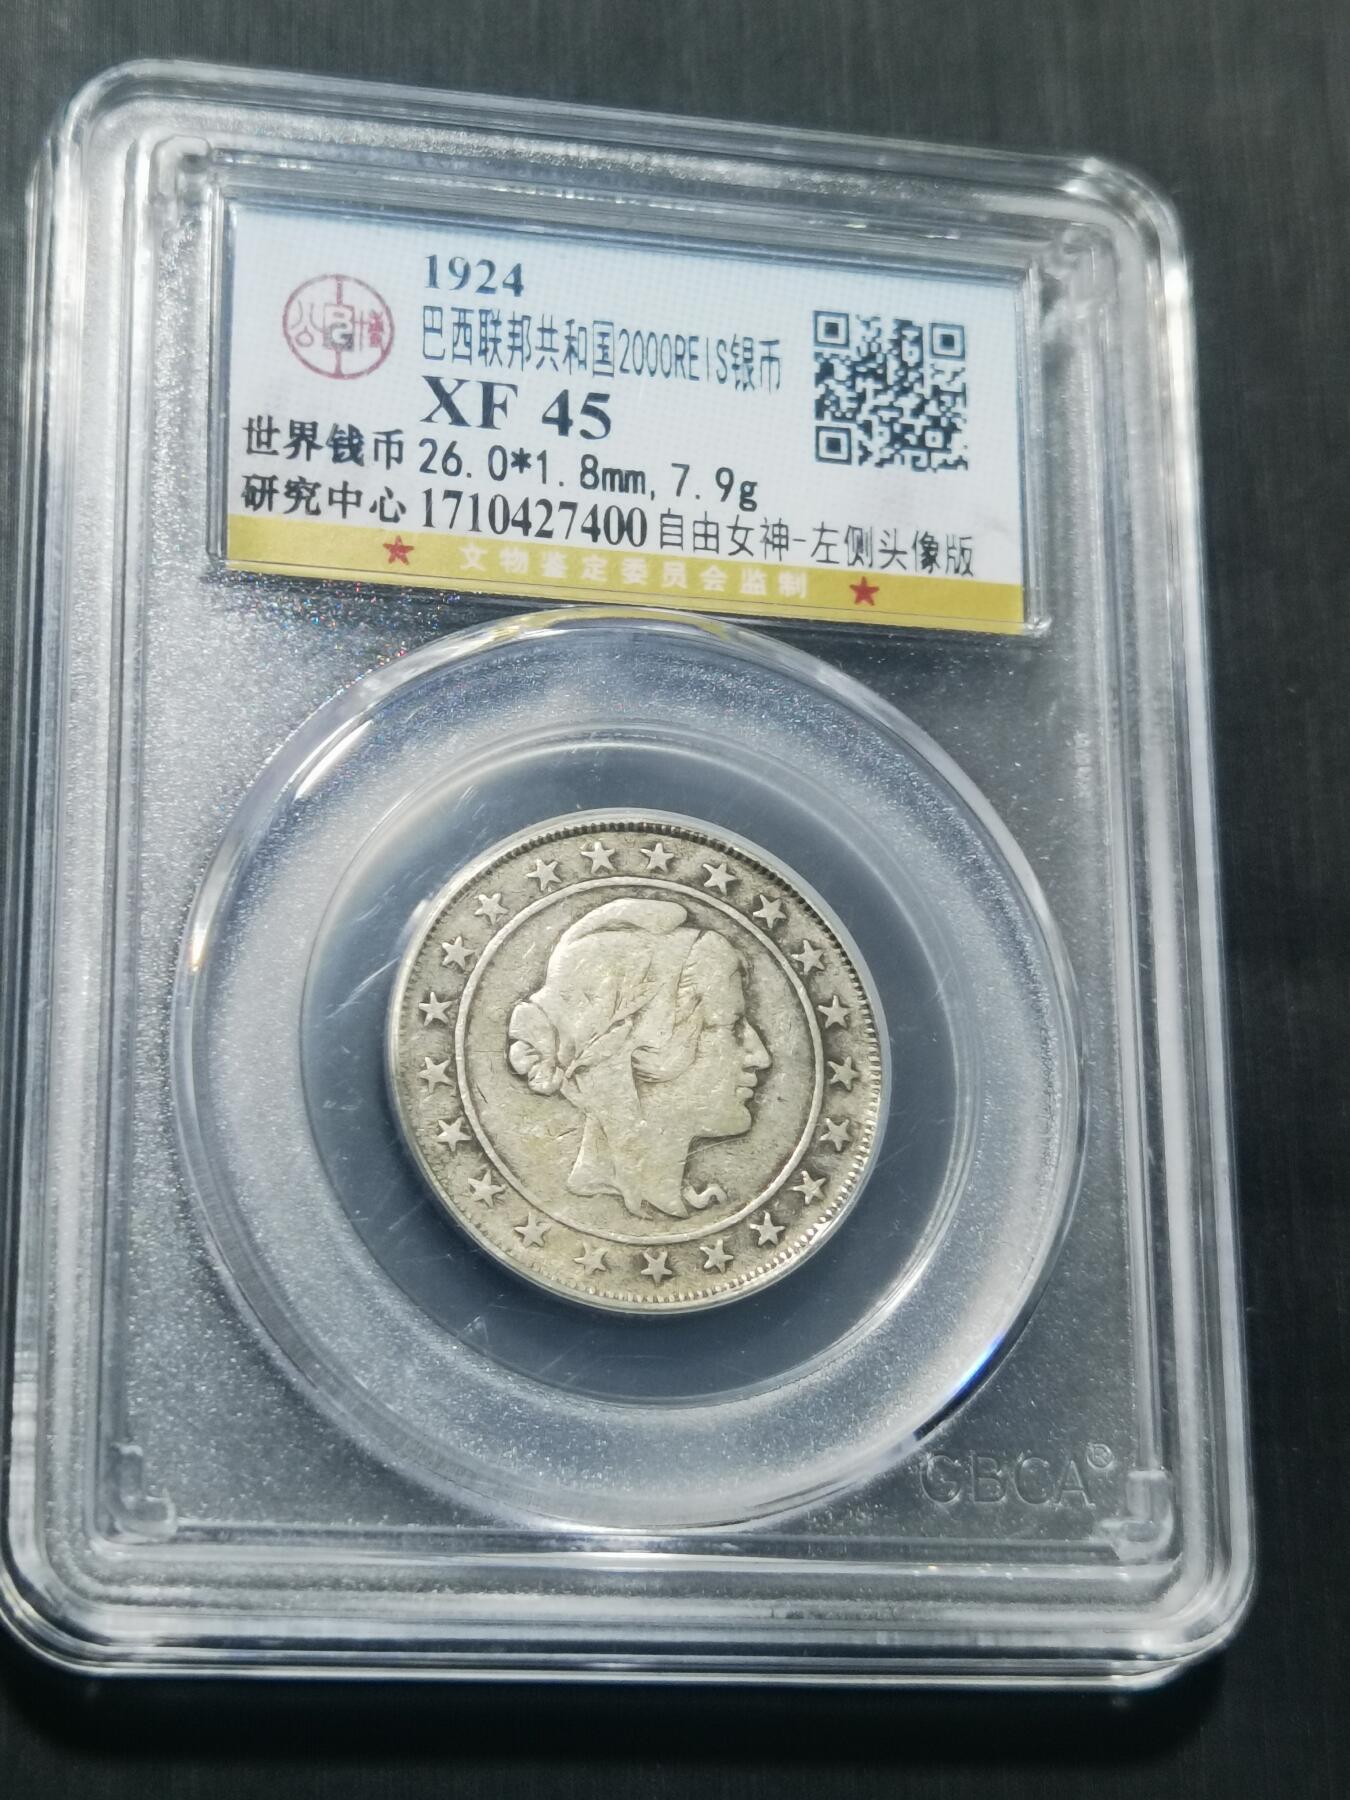 1924
巴西联邦共和国2000REIS银币
XF 45
世界钱币 26.0*1.8mm,7.9g
研究中心 1710427400 自由女神-左侧头像版
文物鉴定委员会监制
公博
GBCA®